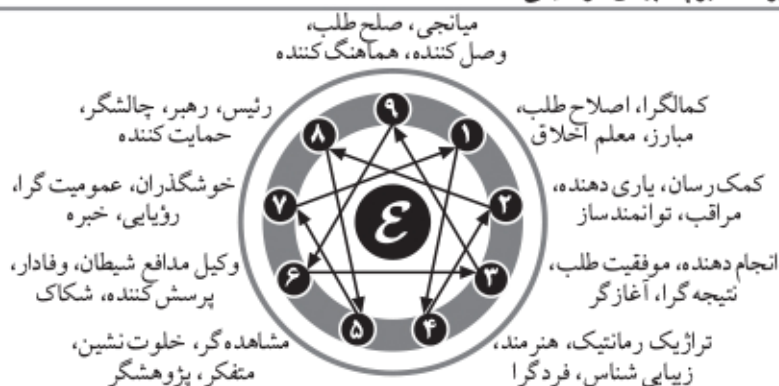 میانجی، صلح طلب،
وصل کننده، هماهنگ کننده
کمالگرا، اصلاح طلب،
مبارز، معلم اخلاق
رئیس، رهبر، چالشگر،
حمایت کننده
کمک رسان، یاری دهنده،
مراقب، توانمندساز
خوشگذران، عمومیت گرا،
رؤیایی، خبره
انجام دهنده، موفقیت طلب،
نتیجه گرا، آغازگر
وکیل مدافع شیطان، وفادار،
پرسش کننده، شکاک
تراژیک رمانتیک، هنرمند،
زیبایی شناس، فردگرا
مشاهده گر، خلوت نشین،
متفکر، پژوهشگر
۹
۱
۲
۳
۴
۵
۶
۷
۸